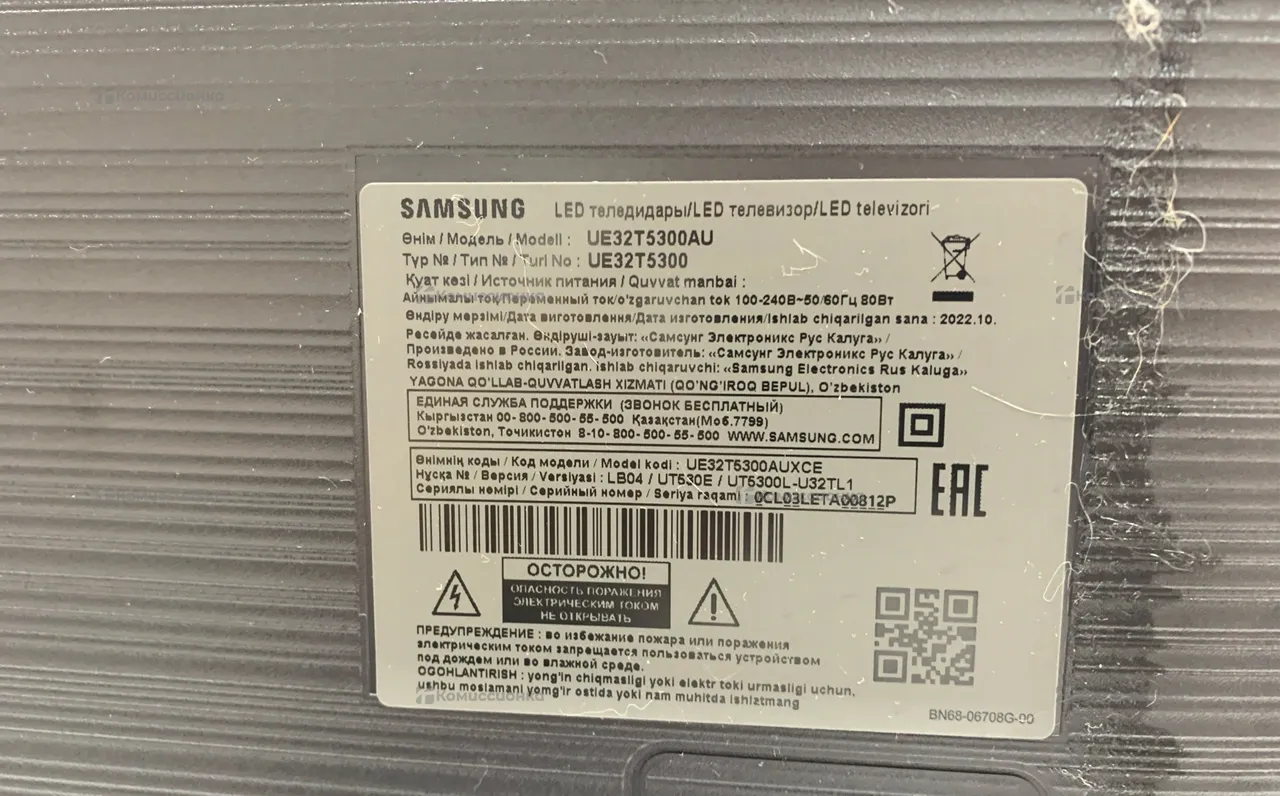 SAMSUNG LED теледидары/LED телевизор/LED televizori
Өнім / Модель / Modeli : UE32T5300AU
Түр № / Тип № / Turi No : UE32T5300
Қуат көзі / Источник питания / Quvvat manbai :
Айнымалы ток/Переменный ток/o'zgaruvchan tok 100-240В~50/60Гц 80Вт
Өндіру мерзімі/Дата виготовлення/Дата изготовления/Ishlab chiqarilgan sana : 2022.10.
Ресейде жасалған. Өндіруші-зауыт: «Самсунг Электроникс Рус Калуга» /
Произведено в России. Завод-изготовитель: «Самсунг Электроникс Рус Калуга» /
Rossiyada ishlab chiqarilgan. Ishlab chiqaruvchi: «Samsung Electronics Rus Kaluga»
YAGONA QO'LLAB-QUVVATLASH XIZMATI (QO'NG'IROQ BEPUL), O'zbekiston
ЕДИНАЯ СЛУЖБА ПОДДЕРЖКИ (ЗВОНОК БЕСПЛАТНЫЙ)
Кыргызстан 00-800-500-55-500 Қазақстан(Моб.7799)
O'zbekiston, Точикистон 8-10-800-500-55-500 WWW.SAMSUNG.COM
Өнімнің коды / Код модели / Model kodi : UE32T5300AUXCE
Нұсқа № / Версия / Versiyasi : LB04 / UT530E / UT5300L-U32TL1
Сериялы нөмірі / Серийный номер / Seriya raqami : 0CL03LETA00812P
EAC
ОСТОРОЖНО!
ОПАСНОСТЬ ПОРАЖЕНИЯ
ЭЛЕКТРИЧЕСКИМ ТОКОМ
НЕ ОТКРЫВАТЬ
ПРЕДУПРЕЖДЕНИЕ : во избежание пожара или поражения
электрическим током запрещается пользоваться устройством
под дождем или во влажной среде.
OGOHLANTIRISH : yong'in chiqmasligi yoki elektr toki urmasligi uchun,
ushbu moslamani yomg'ir ostida yoki nam muhitda ishlztmang
BN68-06708G-00
Комиссионка
Комиссионка